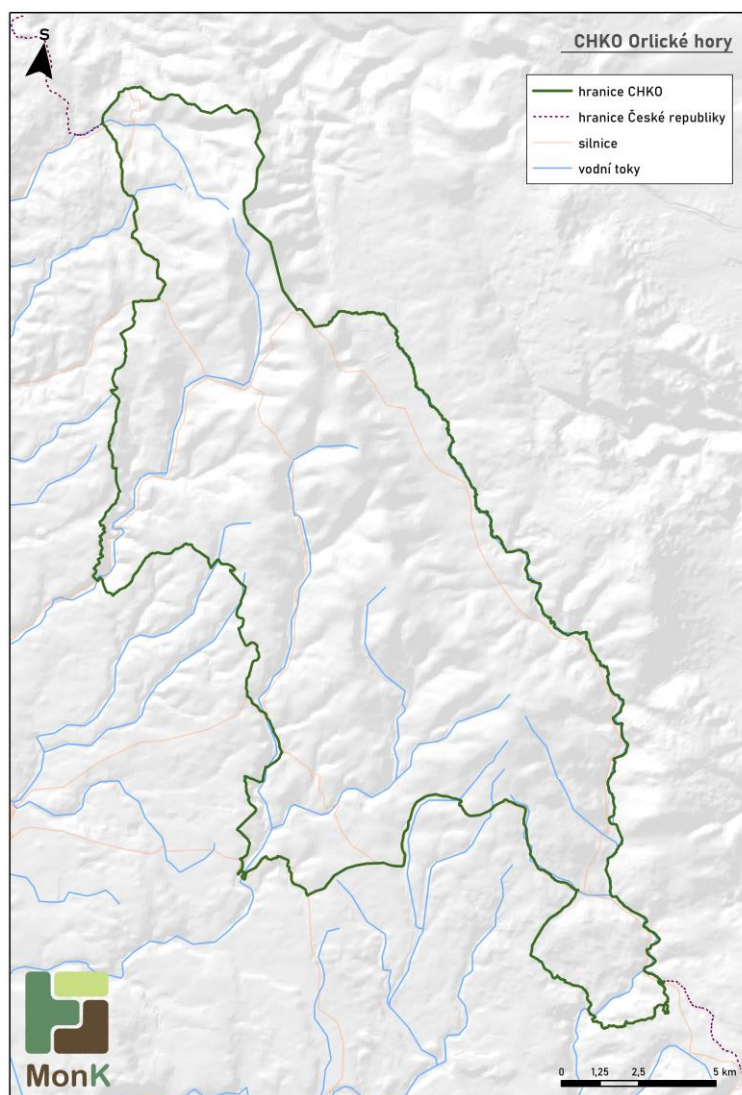 S
CHKO Orlické hory
hranice CHKO
hranice České republiky
silnice
vodní toky
MonK
0 1,25 2,5 5 km